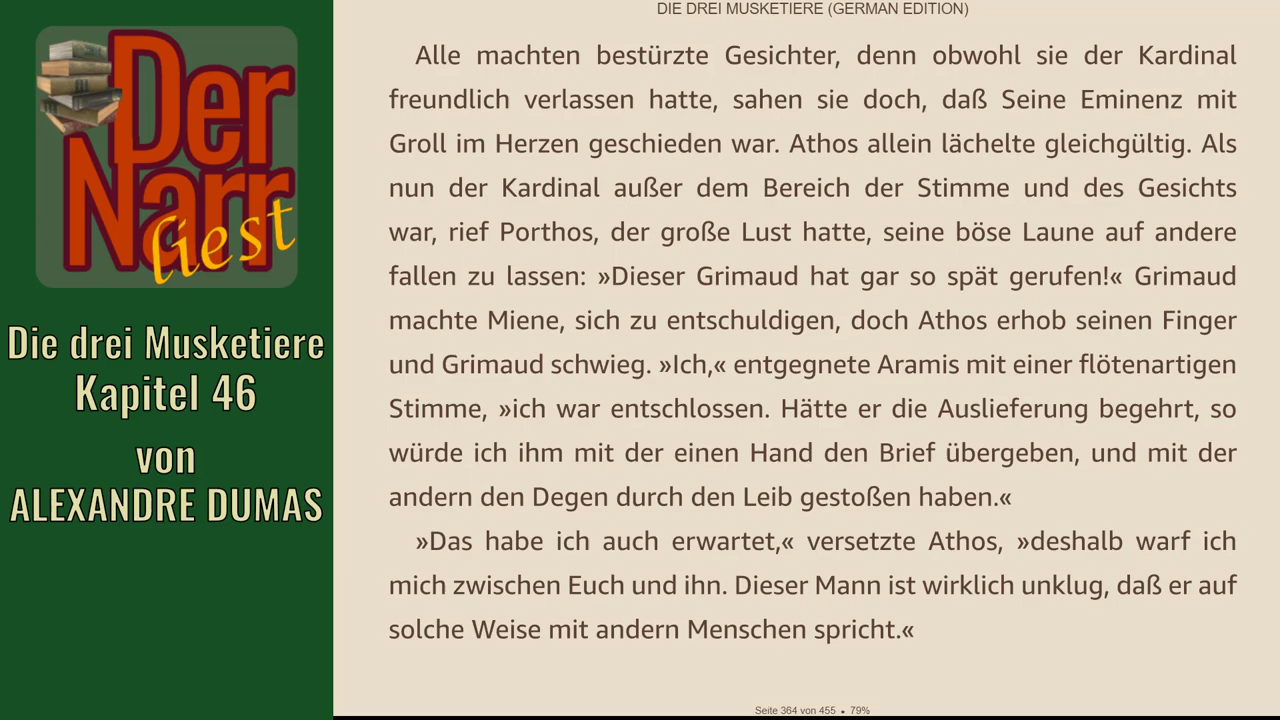 Der
Narr
liest
Die drei Musketiere
Kapitel 46
von
ALEXANDRE DUMAS
DIE DREI MUSKETIERE (GERMAN EDITION)
Alle machten bestürzte Gesichter, denn obwohl sie der Kardinal
freundlich verlassen hatte, sahen sie doch, daß Seine Eminenz mit
Groll im Herzen geschieden war. Athos allein lächelte gleichgültig. Als
nun der Kardinal außer dem Bereich der Stimme und des Gesichts
war, rief Porthos, der große Lust hatte, seine böse Laune auf andere
fallen zu lassen: »Dieser Grimaud hat gar so spät gerufen!« Grimaud
machte Miene, sich zu entschuldigen, doch Athos erhob seinen Finger
und Grimaud schwieg. »Ich,« entgegnete Aramis mit einer flötenartigen
Stimme, »ich war entschlossen. Hätte er die Auslieferung begehrt, so
würde ich ihm mit der einen Hand den Brief übergeben, und mit der
andern den Degen durch den Leib gestoßen haben.«
»Das habe ich auch erwartet,« versetzte Athos, »deshalb warf ich
mich zwischen Euch und ihn. Dieser Mann ist wirklich unklug, daß er auf
solche Weise mit andern Menschen spricht.«
Seite 364 von 455 • 79%